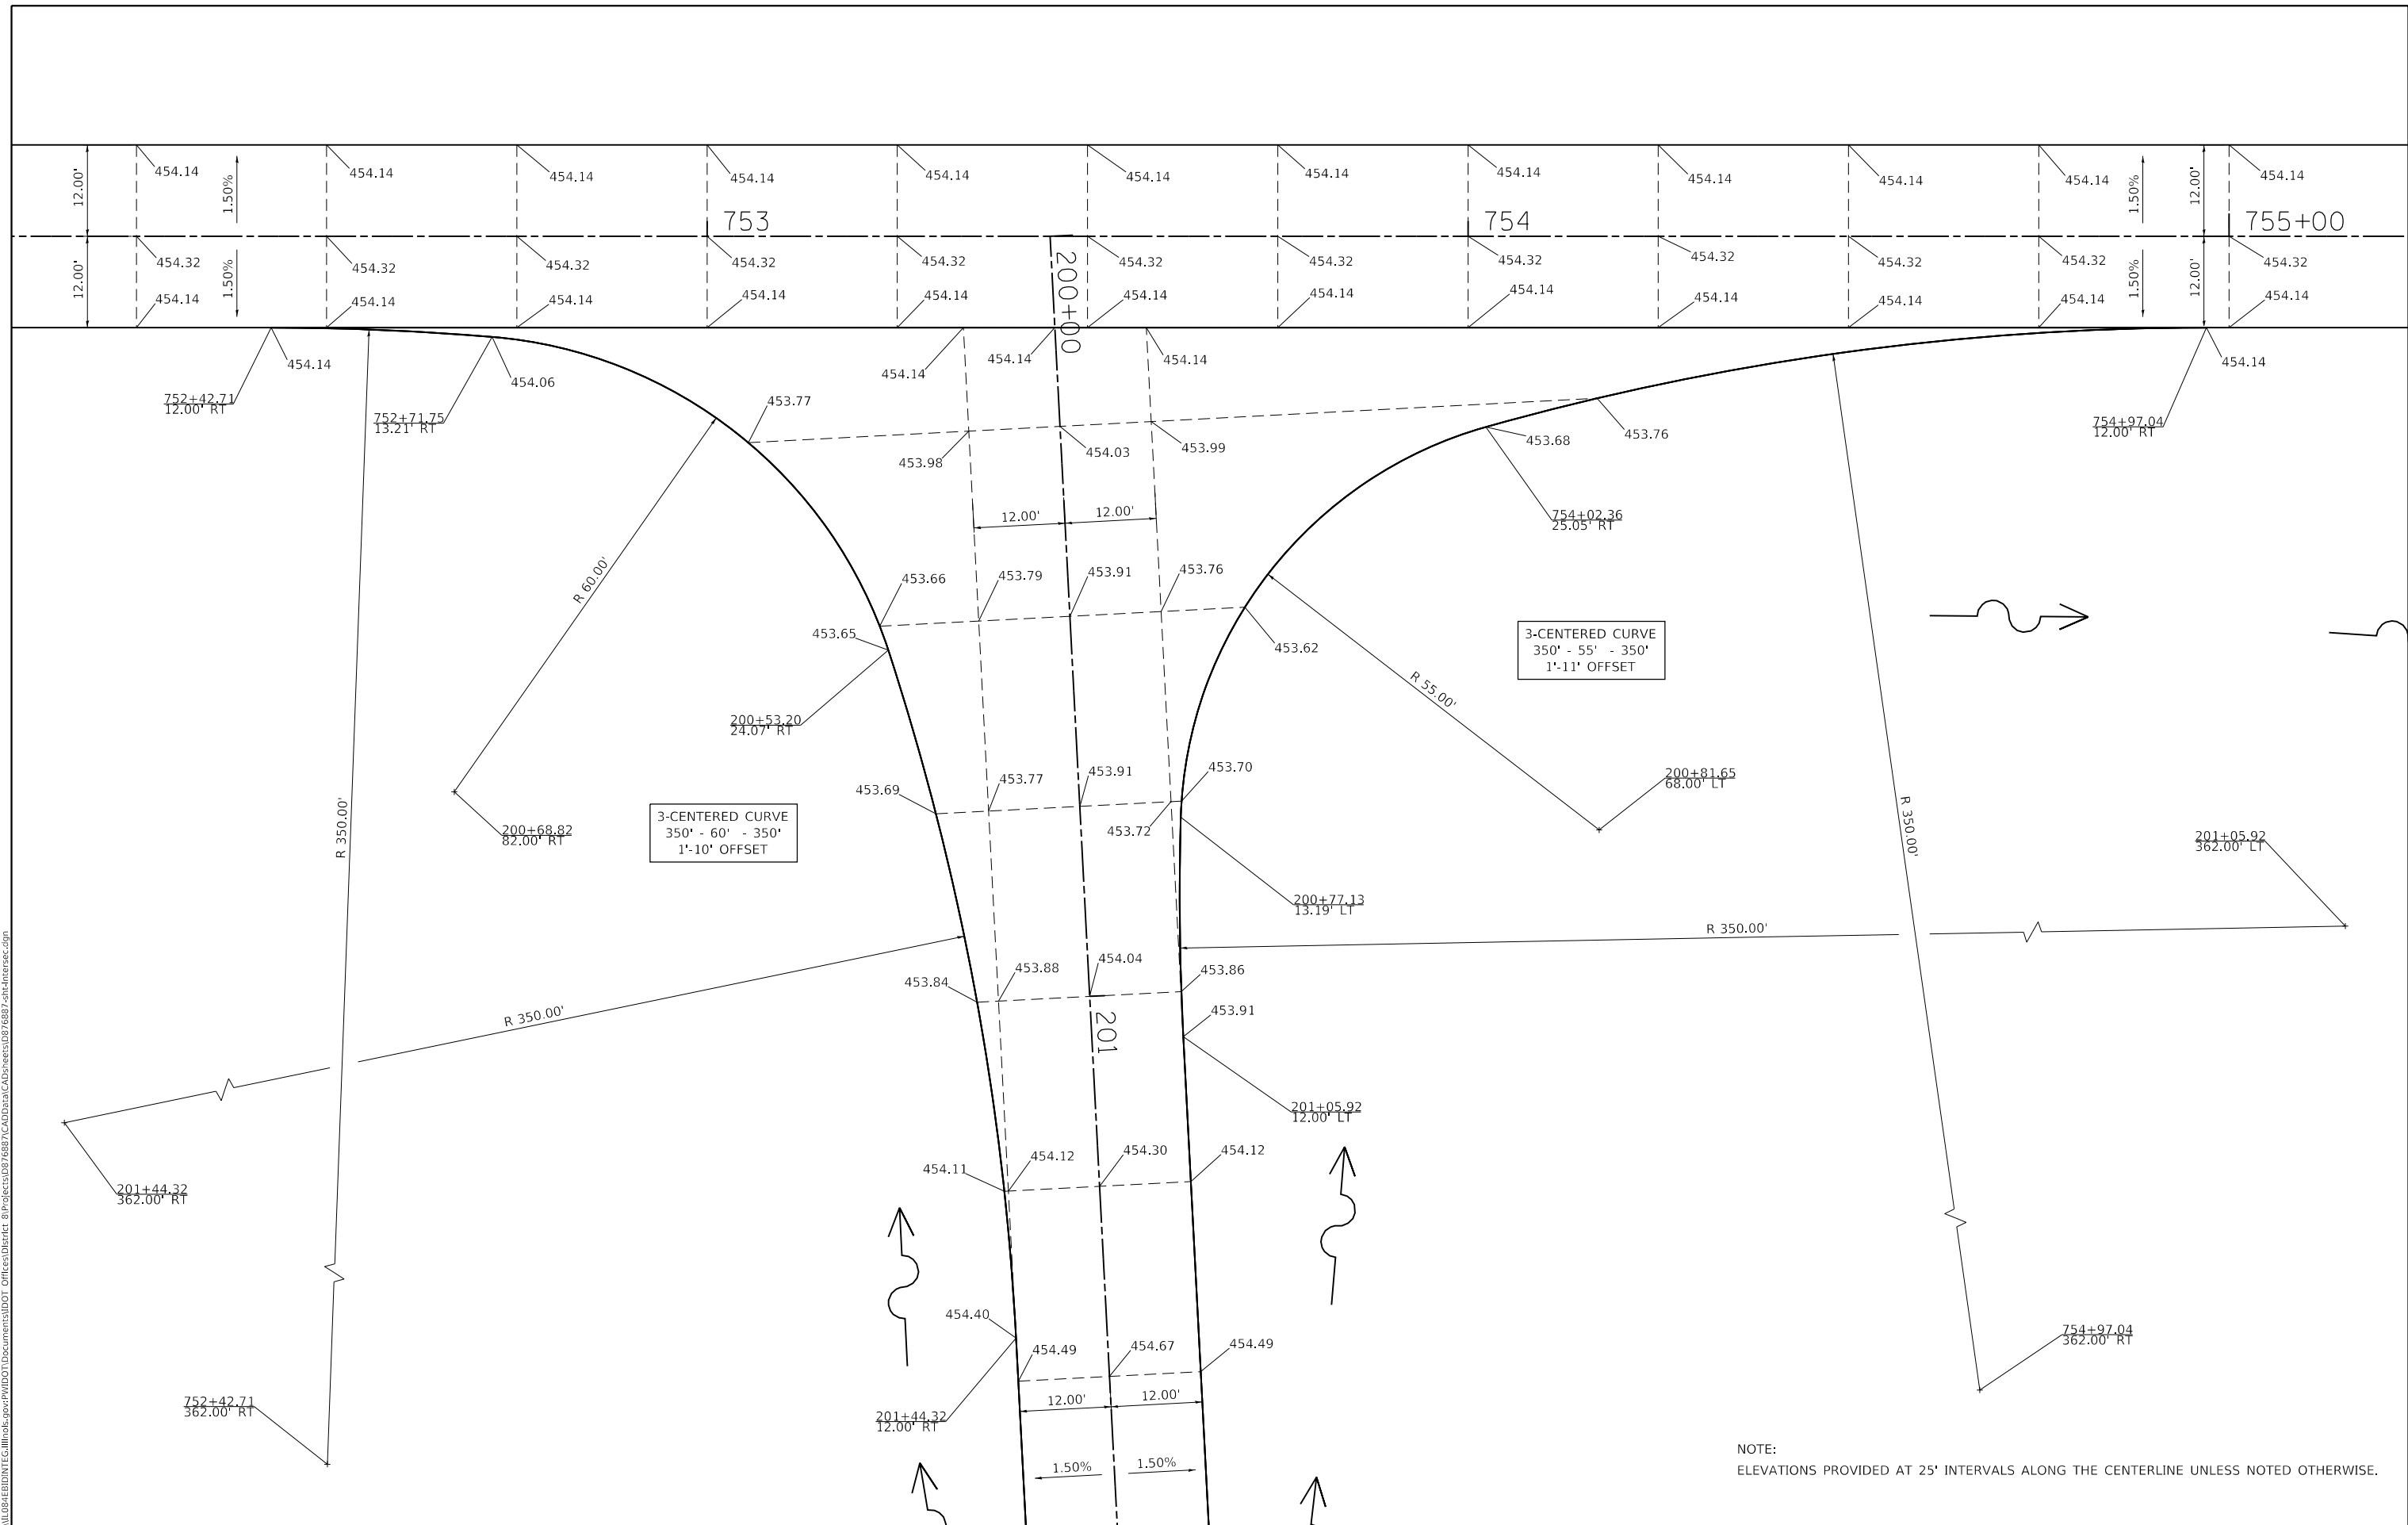 454.14 454.14 454.14 454.14 454.14 454.14 454.14 454.14 454.14 454.14 454.14 454.14
12.00' 1.50% 1.50% 12.00'
753 754 755+00
454.32 454.32 454.32 454.32 454.32 454.32 454.32 454.32 454.32 454.32 454.32 454.32
12.00' 1.50% 1.50% 12.00'
454.14 454.14 454.14 454.14 454.14 454.14 454.14 454.14 454.14 454.14 454.14 454.14
200+00
454.14 454.14 454.14 454.14 454.14
454.06 454.14
752+42.71
12.00' RT
752+71.75
13.21' RT
453.77
754+97.04
12.00' RT
453.98 454.03 453.99 453.68 453.76
12.00' 12.00'
754+02.36
25.05' RT
R 60.00'
453.66 453.79 453.91 453.76
453.65 453.62
3-CENTERED CURVE
350' - 55' - 350'
1'-11" OFFSET
R 55.00'
200+53.20
24.07' RT
453.69 453.77 453.91 453.70
453.72
200+81.65
68.00' LT
R 350.00'
200+68.82
82.00' RT
3-CENTERED CURVE
350' - 60' - 350'
1'-10" OFFSET
R 350.00'
201+05.92
362.00' LT
200+77.13
13.19' LT
R 350.00'
453.84 453.88 454.04 453.86
453.91
R 350.00'
201
201+05.92
12.00' LT
454.11 454.12 454.30 454.12
201+44.32
362.00' RT
454.40
454.49 454.67 454.49
754+97.04
362.00' RT
752+42.71
362.00' RT
12.00' 12.00'
201+44.32
12.00' RT
1.50% 1.50%
NOTE:
ELEVATIONS PROVIDED AT 25' INTERVALS ALONG THE CENTERLINE UNLESS NOTED OTHERWISE.